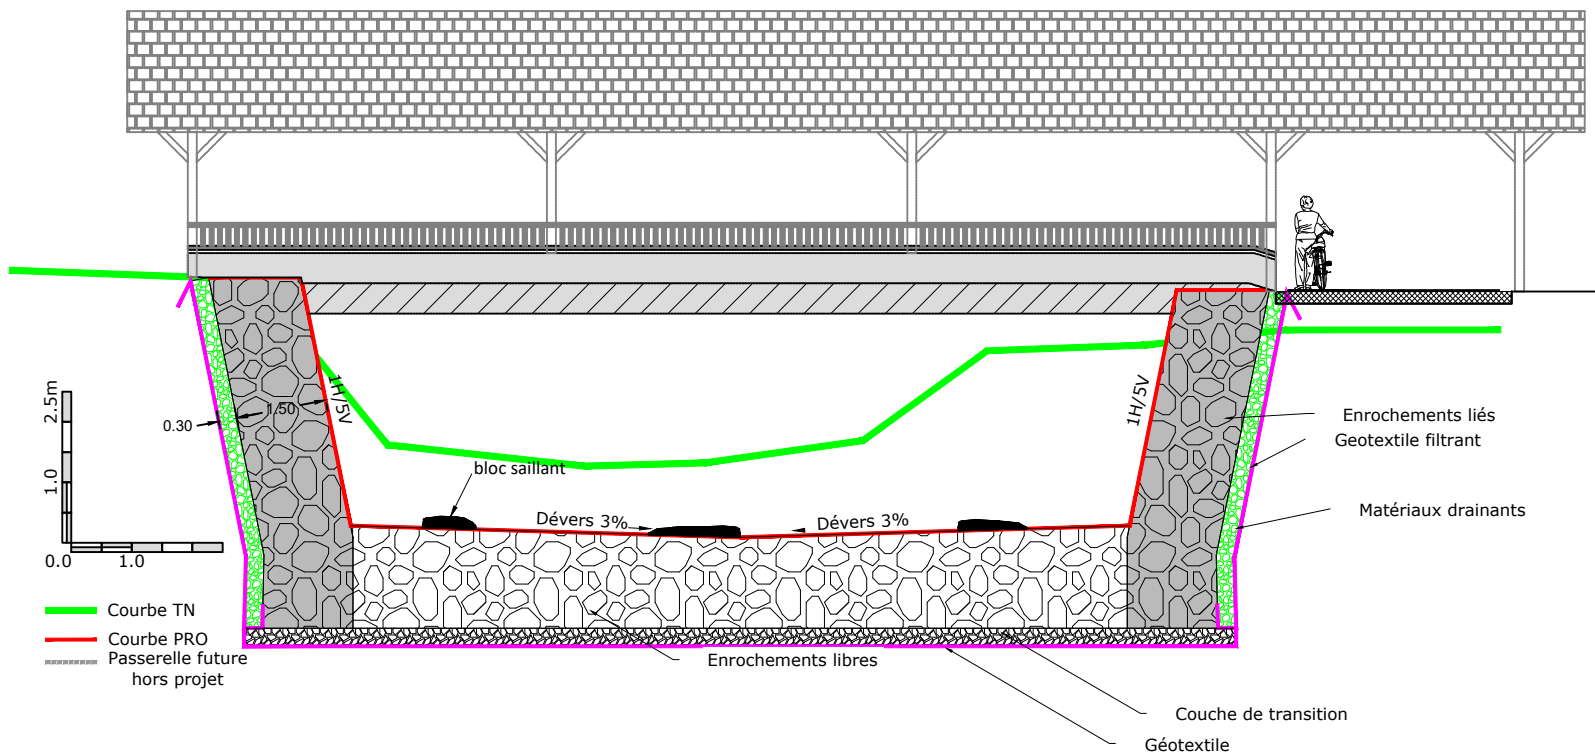 2.5m
1.0
0.0
1.0
0.30
1.50
1H/5V
1H/5V
bloc saillant
Dévers 3%
Dévers 3%
Enrochements liés
Geotextile filtrant
Matériaux drainants
Courbe TN
Courbe PRO
Passerelle future
hors projet
Enrochements libres
Couche de transition
Géotextile